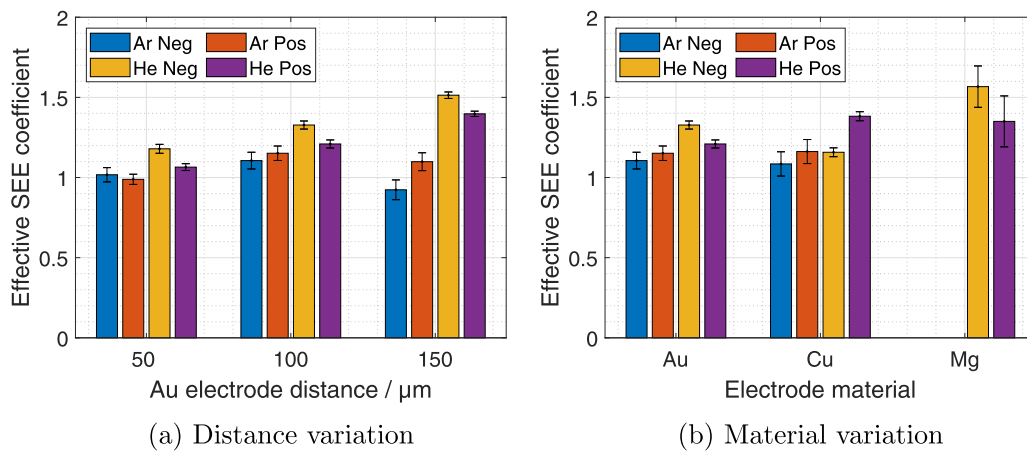 2
1.5
1
0.5
0
Effective SEE coefficient
Ar Neg
Ar Pos
He Neg
He Pos
50
100
150
Au electrode distance / µm
(a) Distance variation
2
1.5
1
0.5
0
Effective SEE coefficient
Ar Neg
Ar Pos
He Neg
He Pos
Au
Cu
Mg
Electrode material
(b) Material variation